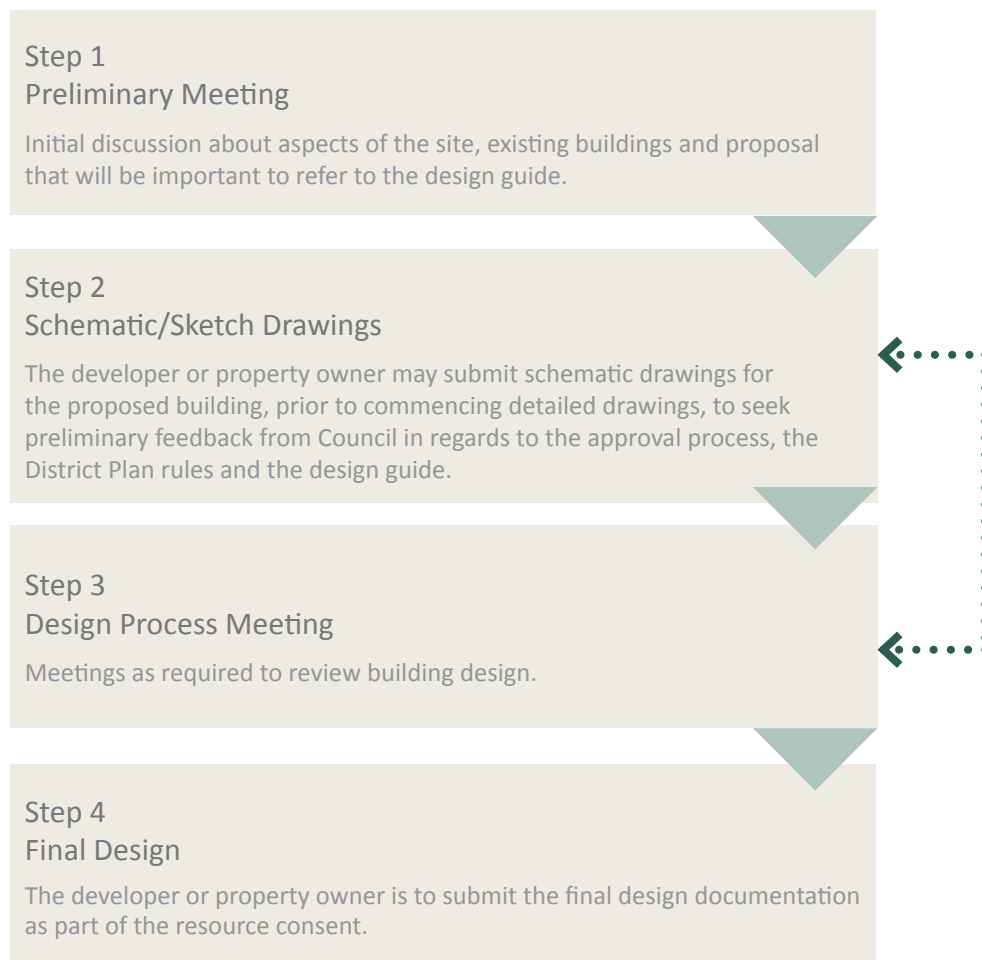 Step 1
Preliminary Meeting
Initial discussion about aspects of the site, existing buildings and proposal
that will be important to refer to the design guide.
Step 2
Schematic/Sketch Drawings
The developer or property owner may submit schematic drawings for
the proposed building, prior to commencing detailed drawings, to seek
preliminary feedback from Council in regards to the approval process, the
District Plan rules and the design guide.
Step 3
Design Process Meeting
Meetings as required to review building design.
Step 4
Final Design
The developer or property owner is to submit the final design documentation
as part of the resource consent.